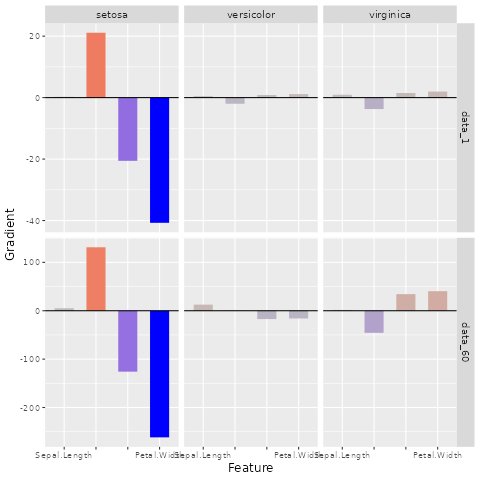 setosa versicolor virginica
20
0
-20
-40
data_1
Gradient
100
0
-100
-200
data_60
Sepal.Length Petal.Width Sepal.Length Petal.Width Sepal.Length Petal.Width
Feature